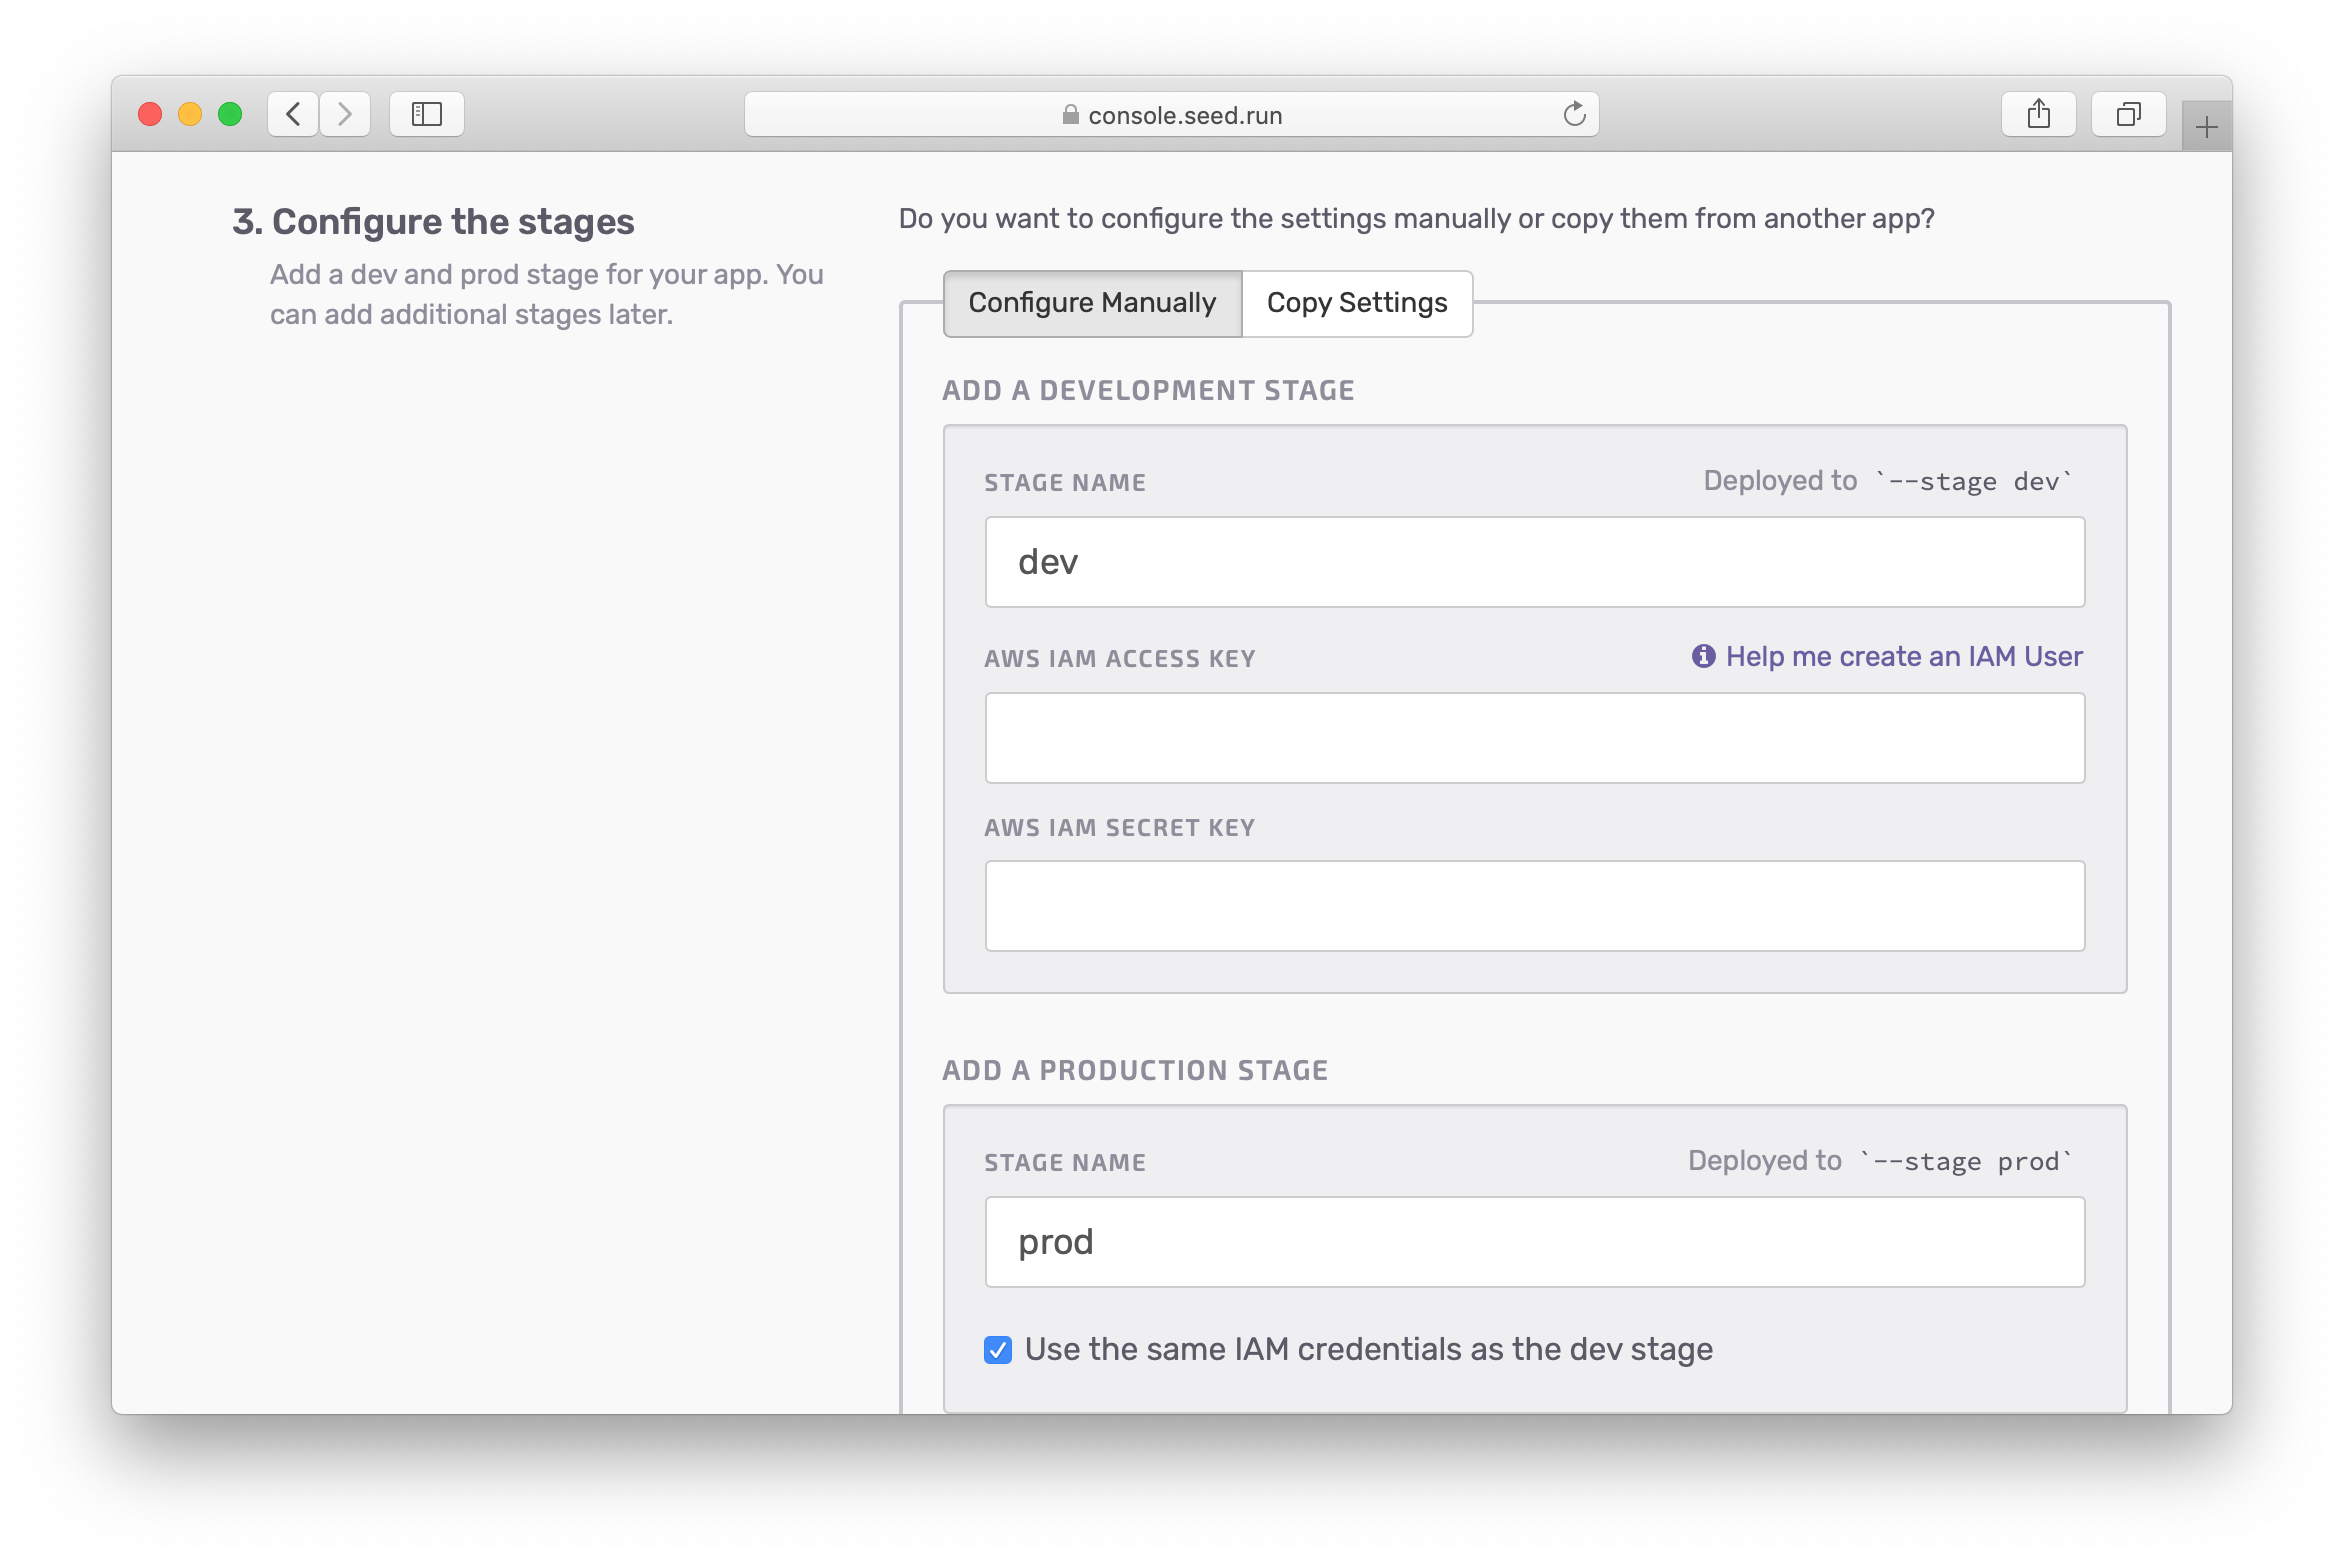 console.seed.run
3. Configure the stages
Add a dev and prod stage for your app. You
can add additional stages later.
Do you want to configure the settings manually or copy them from another app?
Configure Manually
Copy Settings
ADD A DEVELOPMENT STAGE
STAGE NAME
Deployed to `--stage dev`
dev
AWS IAM ACCESS KEY
Help me create an IAM User
AWS IAM SECRET KEY
ADD A PRODUCTION STAGE
STAGE NAME
Deployed to `--stage prod`
prod
Use the same IAM credentials as the dev stage